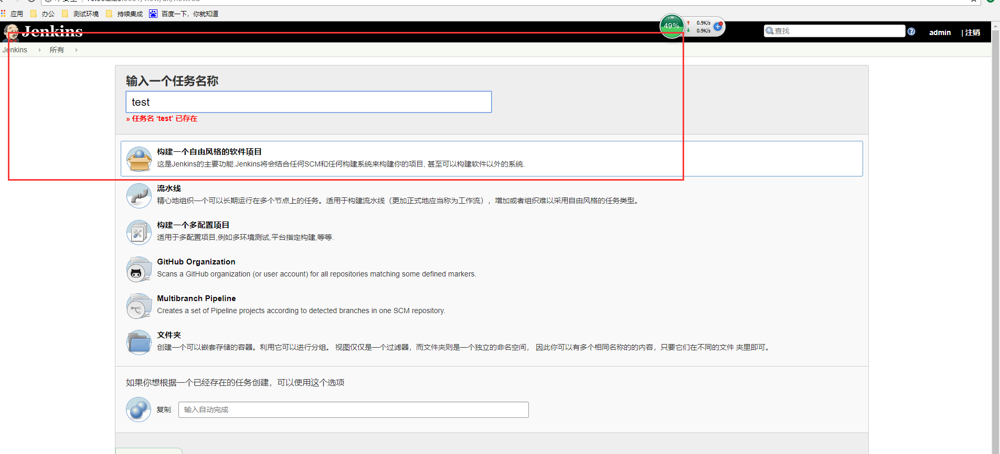 应用 办公 测试环境 持续集成 百度一下，你就知道
Jenkins
49% 0.9K/s
0.9K/s
查找
admin | 注销
Jenkins 所有
输入一个任务名称
test
» 任务名 ‘test’ 已存在
构建一个自由风格的软件项目
这是Jenkins的主要功能.Jenkins将会结合任何SCM和任何构建系统来构建你的项目, 甚至可以构建软件以外的系统.
流水线
精心地组织一个可以长期运行在多个节点上的任务。适用于构建流水线（更加正式地应当称为工作流），增加或者组织难以采用自由风格的任务类型。
构建一个多配置项目
适用于多配置项目,例如多环境测试,平台指定构建,等等.
GitHub Organization
Scans a GitHub organization (or user account) for all repositories matching some defined markers.
Multibranch Pipeline
Creates a set of Pipeline projects according to detected branches in one SCM repository.
文件夹
创建一个可以嵌套存储的容器。利用它可以进行分组。 视图仅仅是一个过滤器，而文件夹则是一个独立的命名空间， 因此你可以有多个相同名称的的内容，只要它们在不同的文件 夹里即可。
如果你想根据一个已经存在的任务创建，可以使用这个选项
复制 输入自动完成